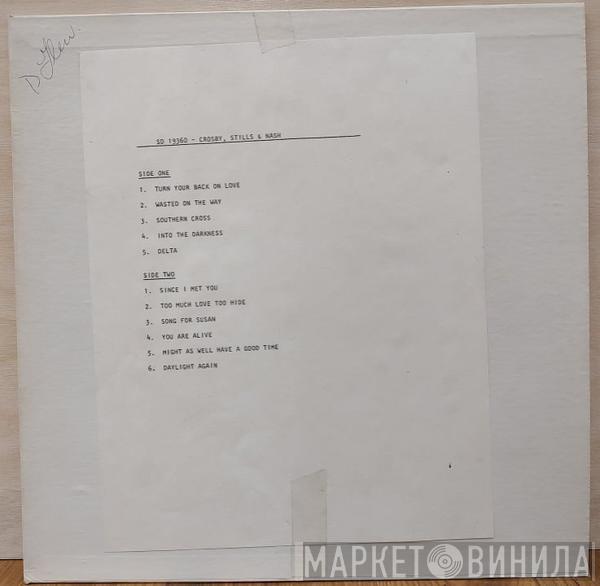 SD 19360 - CROSBY, STILLS & NASH
SIDE ONE
1. TURN YOUR BACK ON LOVE
2. WASTED ON THE WAY
3. SOUTHERN CROSS
4. INTO THE DARKNESS
5. DELTA
SIDE TWO
1. SINCE I MET YOU
2. TOO MUCH LOVE TOO HIDE
3. SONG FOR SUSAN
4. YOU ARE ALIVE
5. MIGHT AS WELL HAVE A GOOD TIME
6. DAYLIGHT AGAIN
МАРКЕТ ВИНИЛА